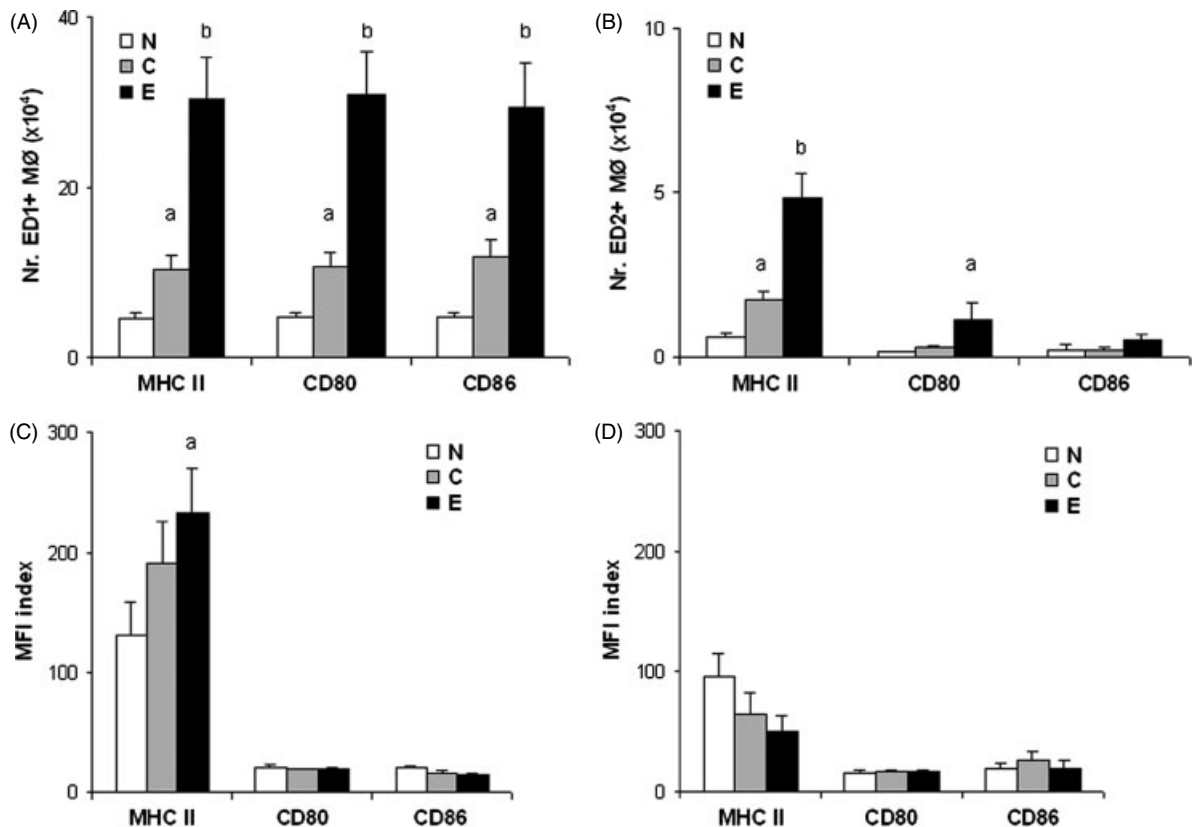 (A)
Nr. ED1+ MØ (x10⁴)
40
20
0
N
C
E
a
b
a
b
a
b
MHC II
CD80
CD86
(B)
Nr. ED2+ MØ (x10⁴)
10
5
0
N
C
E
a
b
a
MHC II
CD80
CD86
(C)
MFI index
300
200
100
0
a
N
C
E
MHC II
CD80
CD86
(D)
MFI index
300
200
100
0
N
C
E
MHC II
CD80
CD86